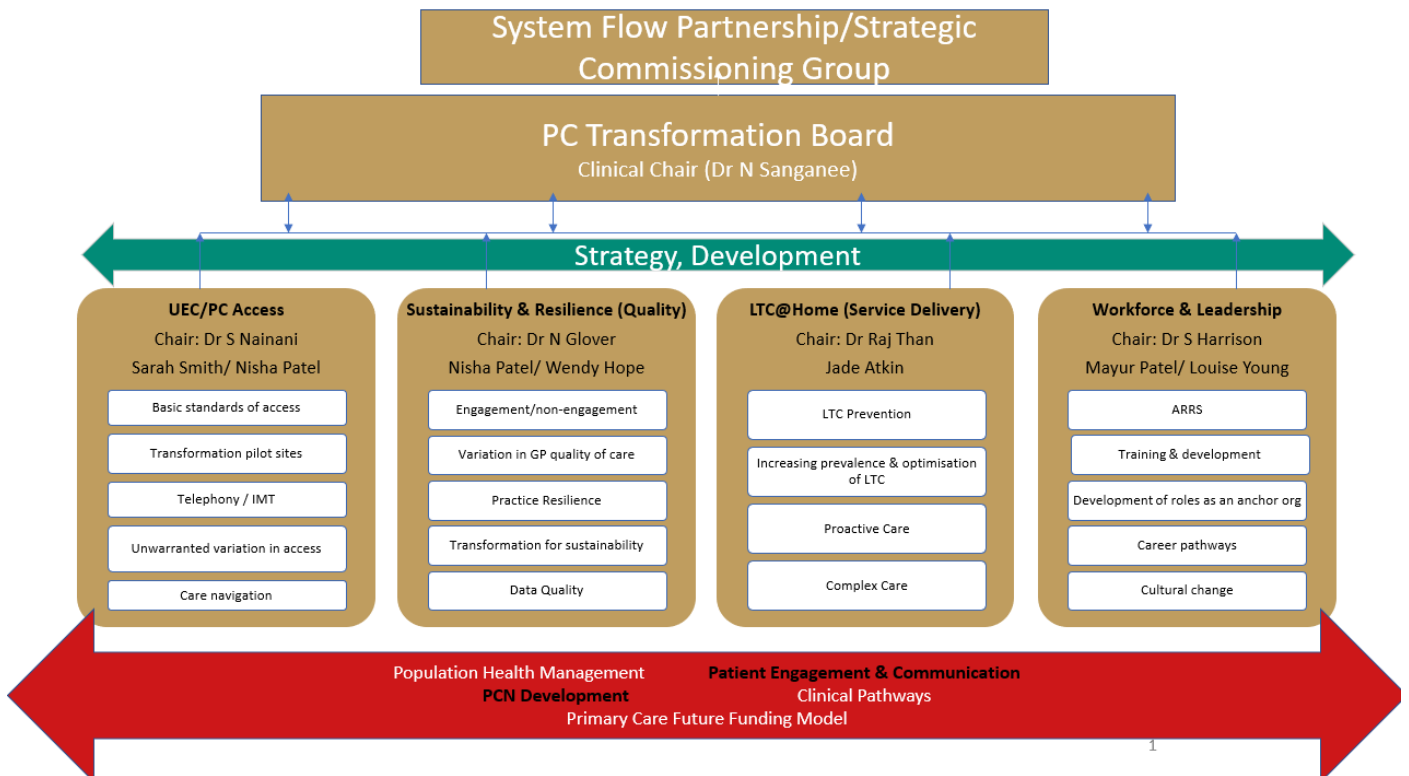 System Flow Partnership/Strategic
Commissioning Group
PC Transformation Board
Clinical Chair (Dr N Sanganee)
Strategy, Development
UEC/PC Access
Chair: Dr S Nainani
Sarah Smith/ Nisha Patel
Basic standards of access
Transformation pilot sites
Telephony / IMT
Unwarranted variation in access
Care navigation
Sustainability & Resilience (Quality)
Chair: Dr N Glover
Nisha Patel/ Wendy Hope
Engagement/non-engagement
Variation in GP quality of care
Practice Resilience
Transformation for sustainability
Data Quality
LTC@Home (Service Delivery)
Chair: Dr Raj Than
Jade Atkin
LTC Prevention
Increasing prevalence & optimisation
of LTC
Proactive Care
Complex Care
Workforce & Leadership
Chair: Dr S Harrison
Mayur Patel/ Louise Young
ARRS
Training & development
Development of roles as an anchor org
Career pathways
Cultural change
Population Health Management Patient Engagement & Communication
PCN Development Clinical Pathways
Primary Care Future Funding Model
1